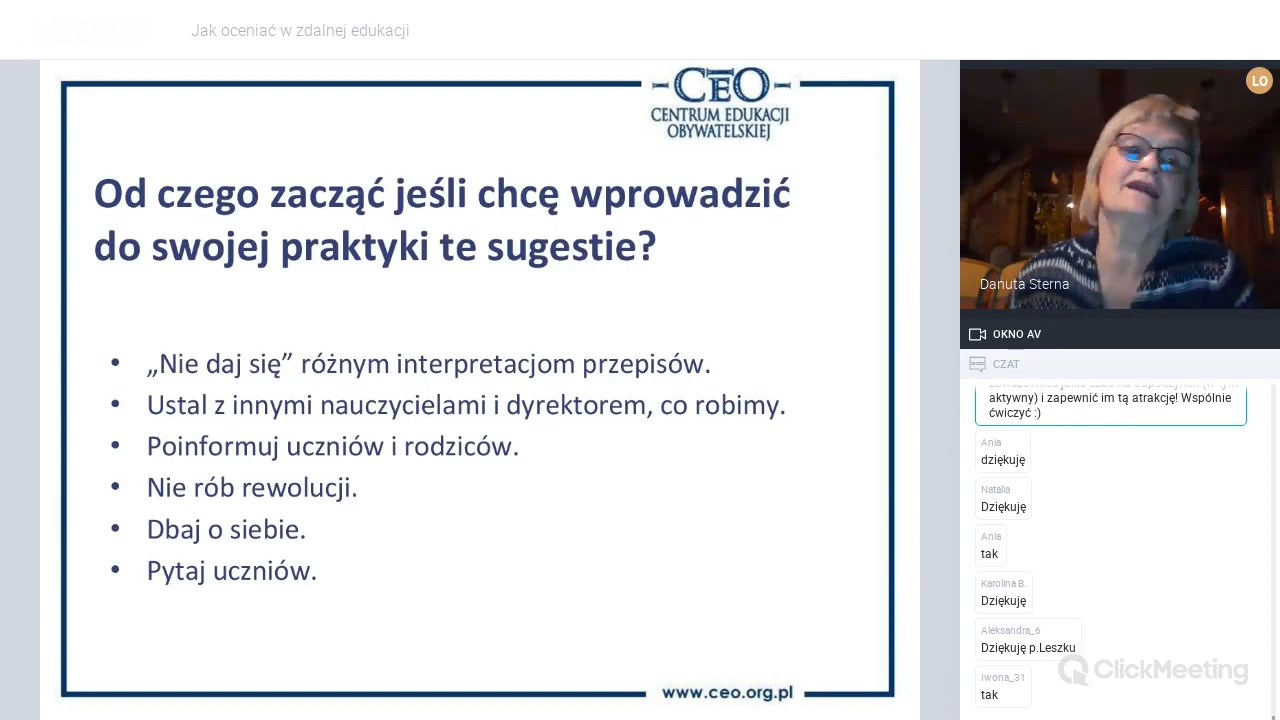 Jak oceniać w zdalnej edukacji
CEO
CENTRUM EDUKACJI
OBYWATELSKIEJ
Od czego zacząć jeśli chcę wprowadzić
do swojej praktyki te sugestie?
• „Nie daj się” różnym interpretacjom przepisów.
• Ustal z innymi nauczycielami i dyrektorem, co robimy.
• Poinformuj uczniów i rodziców.
• Nie rób rewolucji.
• Dbaj o siebie.
• Pytaj uczniów.
www.ceo.org.pl
LO
Danuta Sterna
OKNO AV
CZAT
aktywny) i zapewnić im tą atrakcję! Wspólnie
ćwiczyć :)
Ania
dziękuję
Natalia
Dziękuję
Ania
tak
Karolina B.
Dziękuję
Aleksandra_6
Dziękuję p.Leszku
iwona_31
tak
ClickMeeting